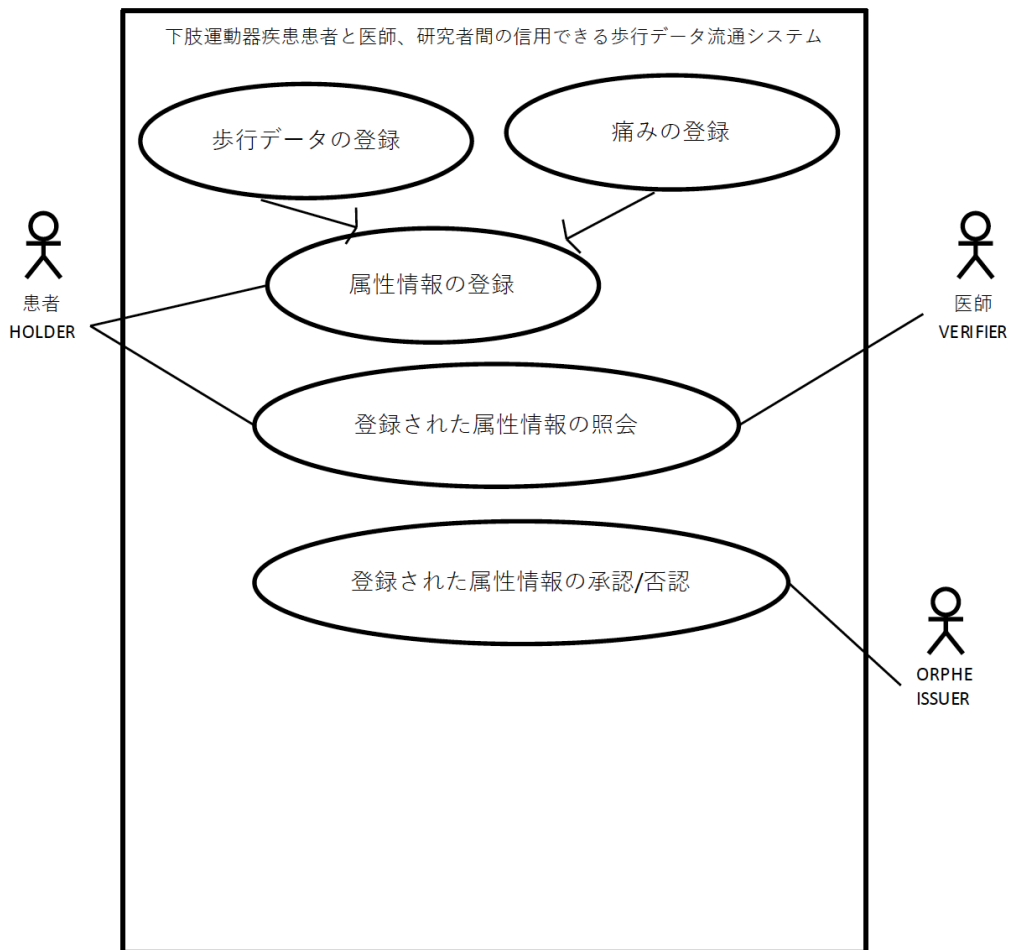 下肢運動器疾患患者と医師、研究者間の信用できる歩行データ流通システム
歩行データの登録
痛みの登録
属性情報の登録
患者
HOLDER
医師
VERIFIER
登録された属性情報の照会
登録された属性情報の承認/否認
ORPHE
ISSUER